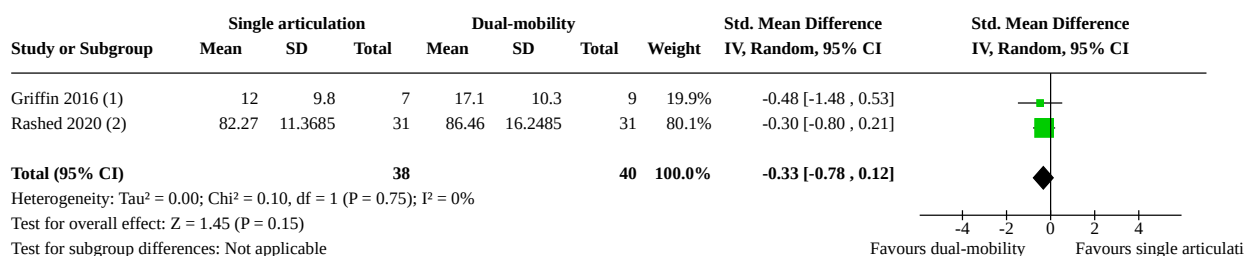 Single articulation Dual-mobility Std. Mean Difference Std. Mean Difference
Study or Subgroup Mean SD Total Mean SD Total Weight IV, Random, 95% CI IV, Random, 95% CI
Griffin 2016 (1) 12 9.8 7 17.1 10.3 9 19.9% -0.48 [-1.48 , 0.53]
Rashed 2020 (2) 82.27 11.3685 31 86.46 16.2485 31 80.1% -0.30 [-0.80 , 0.21]
Total (95% CI) 38 40 100.0% -0.33 [-0.78 , 0.12]
Heterogeneity: Tau² = 0.00; Chi² = 0.10, df = 1 (P = 0.75); I² = 0%
Test for overall effect: Z = 1.45 (P = 0.15)
-4 -2 0 2 4
Test for subgroup differences: Not applicable Favours dual-mobility Favours single articulati